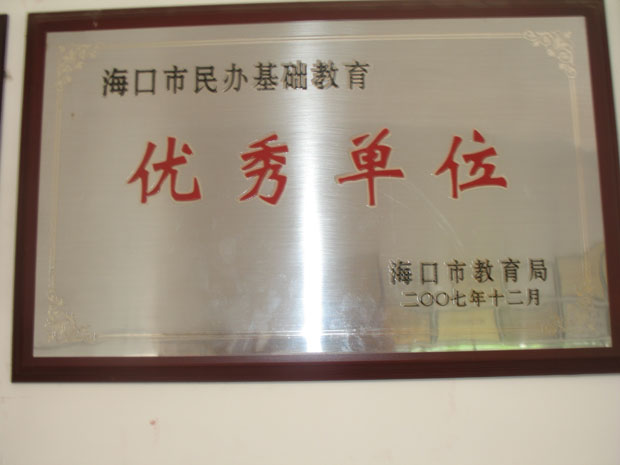 海口市民办基础教育
优秀单位
海口市教育局
二〇〇七年十二月